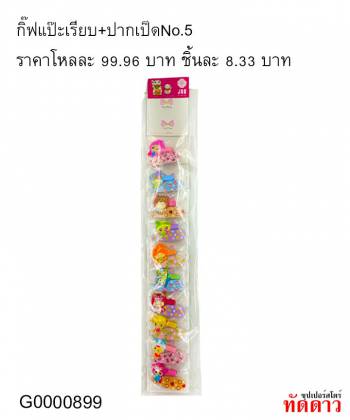 กิ๊ฟแป๊ะเรียบ+ปากเป็ดNo.5
ราคาโหลละ 99.96 บาท ชิ้นละ 8.33 บาท
G0000899
ซุปเปอร์สโตร์
ทัดดาว